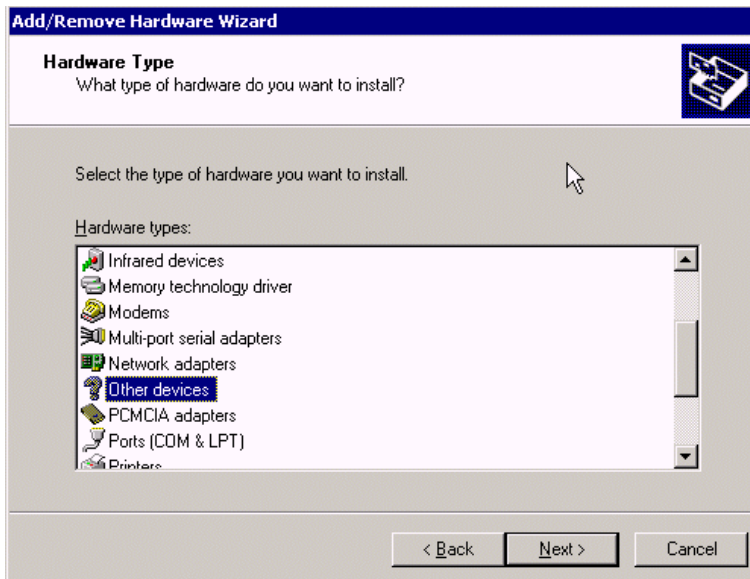 Add/Remove Hardware Wizard
Hardware Type
What type of hardware do you want to install?
Select the type of hardware you want to install.
Hardware types:
Infrared devices
Memory technology driver
Modems
Multi-port serial adapters
Network adapters
Other devices
PCMCIA adapters
Ports (COM & LPT)
Printers
< Back
Next >
Cancel